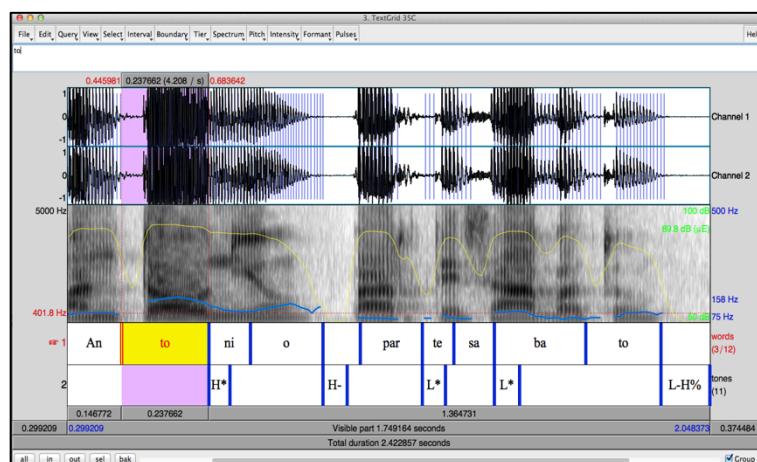 3. TextGrid 35C
File Edit Query View Select Interval Boundary Tier Spectrum Pitch Intensity Formant Pulses Hel
to
0.445981 0.237662 (4.208 / s) 0.683642
1
0
-1
Channel 1
1
0
-1
Channel 2
5000 Hz 100 dB 500 Hz
89.8 dB (µE)
158 Hz
401.8 Hz 50 dB 75 Hz
1 An to ni o par te sa ba to words
(3/12)
2 H* H- L* L* L-H% tones
(11)
0.146772 0.237662 1.364731
0.299209 0.299209 Visible part 1.749164 seconds 2.048373 0.374484
Total duration 2.422857 seconds
all in out sel bak Group